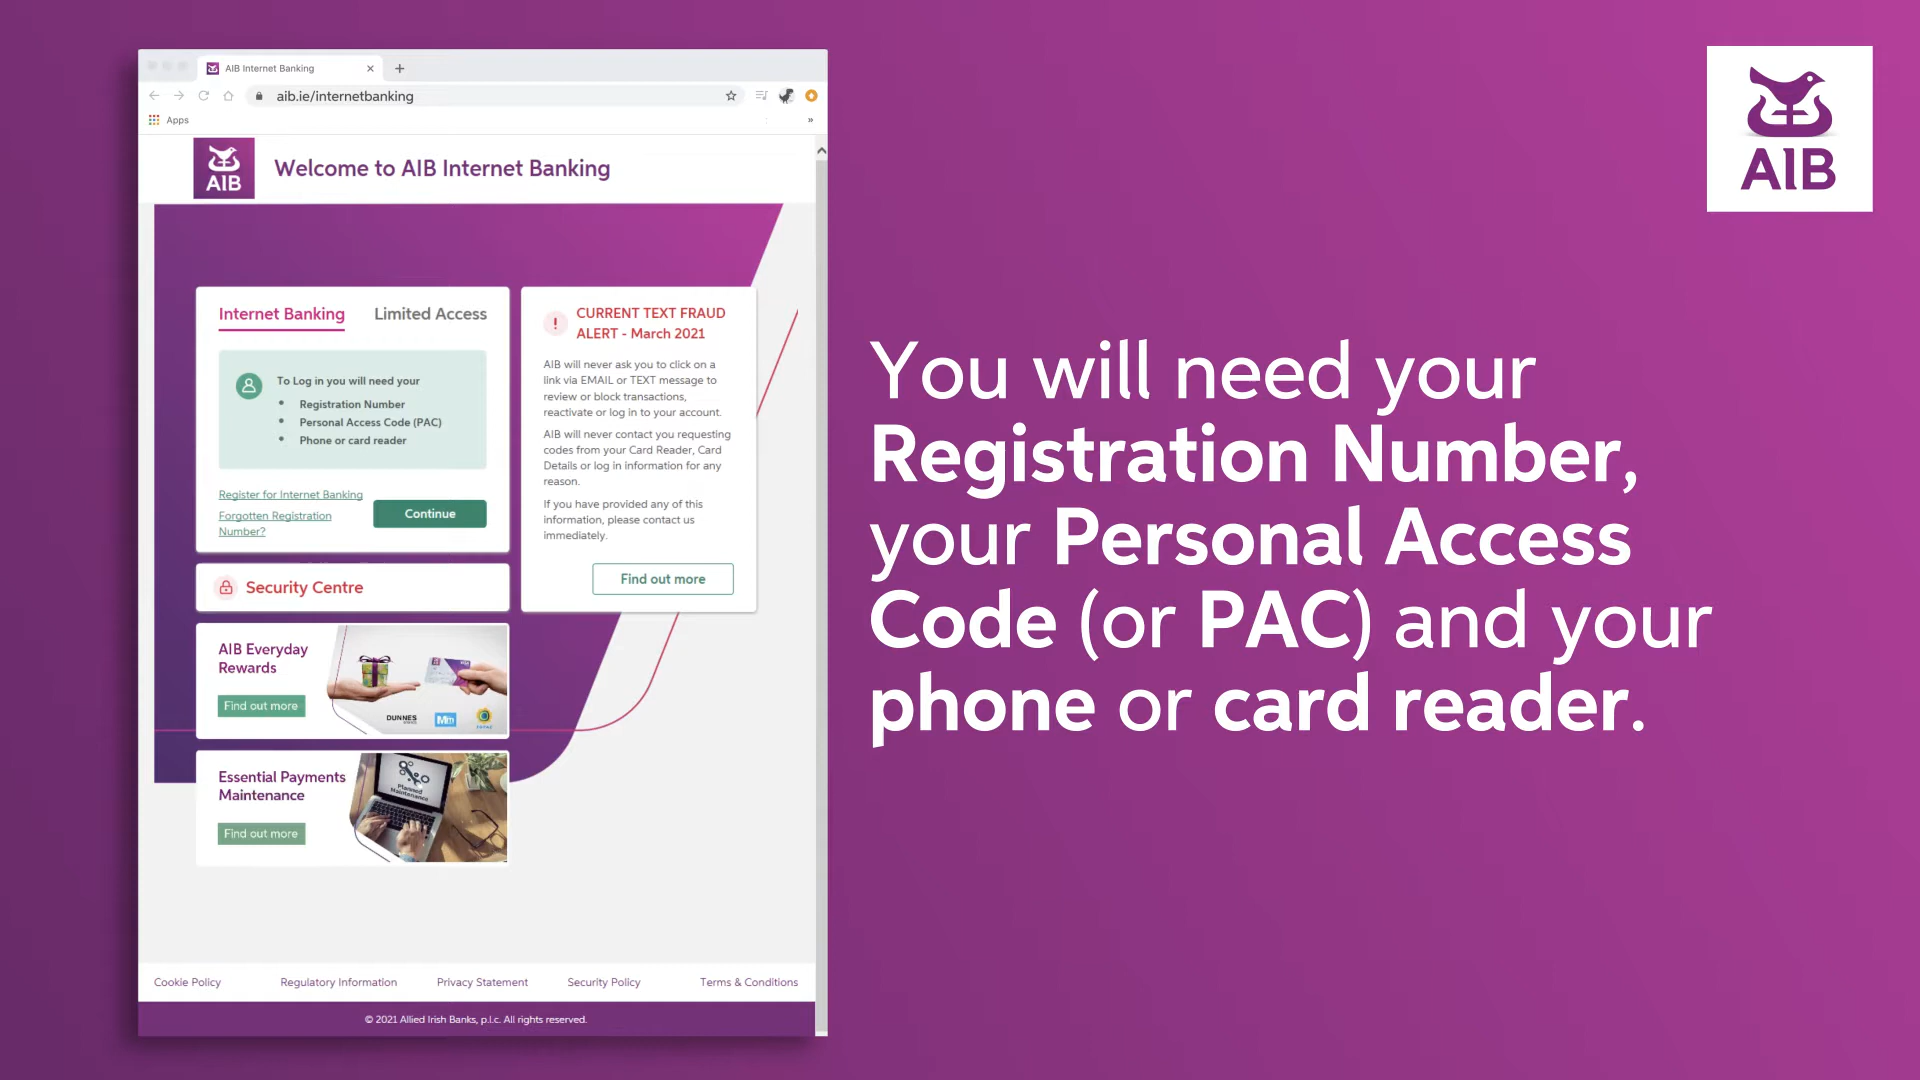 AIB Internet Banking
aib.ie/internetbanking
Apps
»
AIB
Welcome to AIB Internet Banking
Internet Banking
Limited Access
To Log in you will need your
• Registration Number
• Personal Access Code (PAC)
• Phone or card reader
Register for Internet Banking
Forgotten Registration
Number?
Continue
CURRENT TEXT FRAUD
ALERT - March 2021
AIB will never ask you to click on a
link via EMAIL or TEXT message to
review or block transactions,
reactivate or log in to your account.
AIB will never contact you requesting
codes from your Card Reader, Card
Details or log in information for any
reason.
If you have provided any of this
information, please contact us
immediately.
Find out more
Security Centre
AIB Everyday
Rewards
Find out more
DUNNES
Essential Payments
Maintenance
Find out more
Planned
Maintenance
Cookie Policy
Regulatory Information
Privacy Statement
Security Policy
Terms & Conditions
© 2021 Allied Irish Banks, p.l.c. All rights reserved.
AIB
You will need your
Registration Number,
your Personal Access
Code (or PAC) and your
phone or card reader.